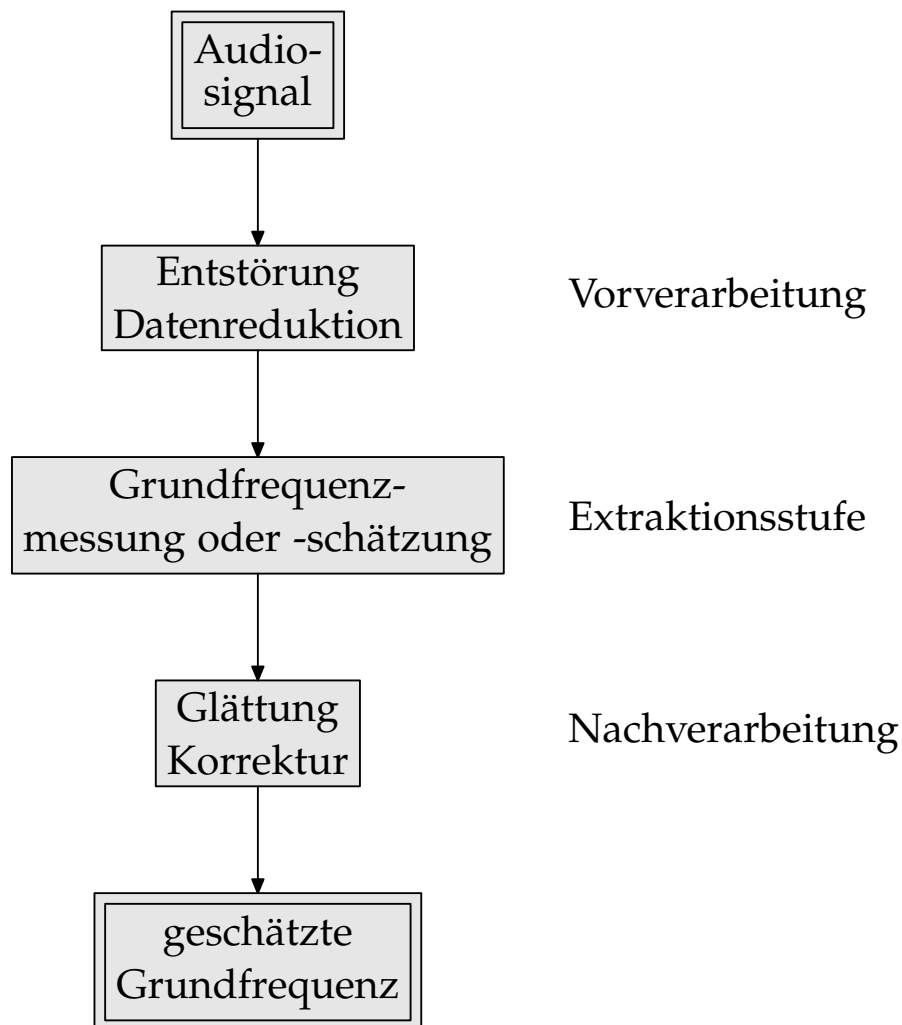 Audio-
signal
Entstörung
Datenreduktion
Vorverarbeitung
Grundfrequenz-
messung oder -schätzung
Extraktionsstufe
Glättung
Korrektur
Nachverarbeitung
geschätzte
Grundfrequenz